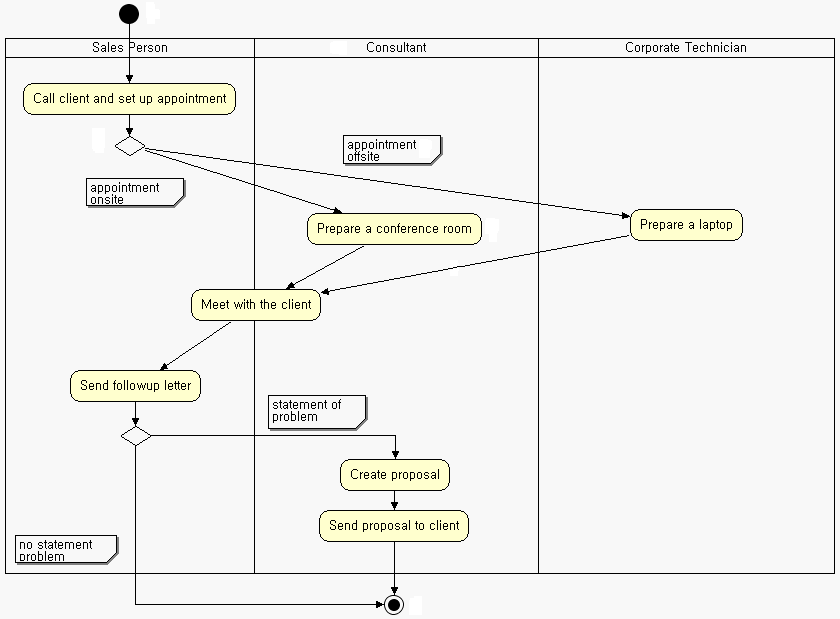 Sales Person
Consultant
Corporate Technician
Call client and set up appointment
appointment
offsite
appointment
onsite
Prepare a conference room
Prepare a laptop
Meet with the client
Send followup letter
statement of
problem
Create proposal
Send proposal to client
no statement
problem